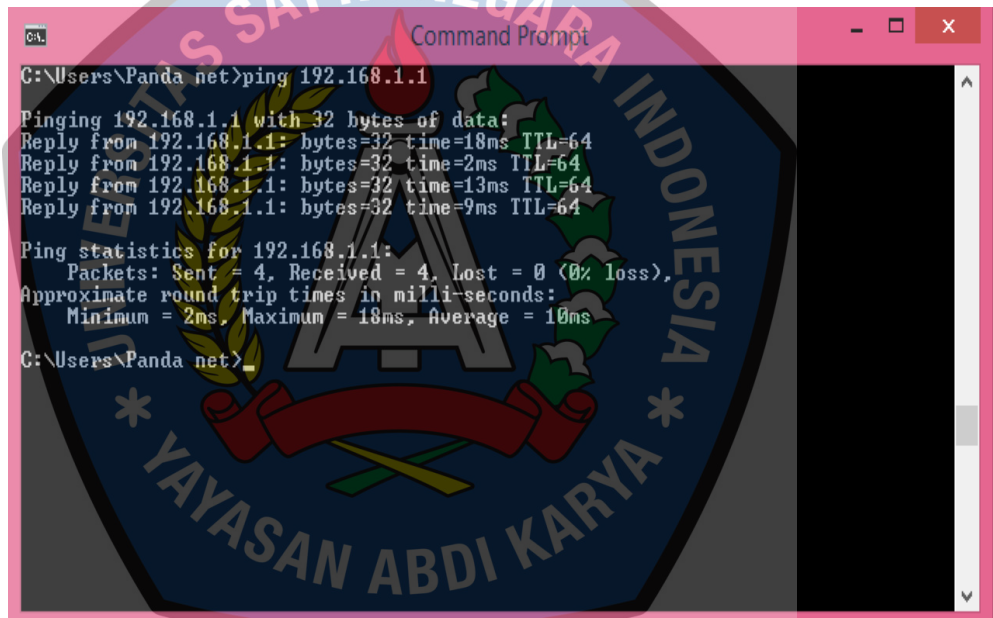 UNIVERSITAS SATYA NEGARA INDONESIA
Command Prompt
C:\Users\Panda net>ping 192.168.1.1
Pinging 192.168.1.1 with 32 bytes of data:
Reply from 192.168.1.1: bytes=32 time=18ms TTL=64
Reply from 192.168.1.1: bytes=32 time=2ms TTL=64
Reply from 192.168.1.1: bytes=32 time=13ms TTL=64
Reply from 192.168.1.1: bytes=32 time=9ms TTL=64
Ping statistics for 192.168.1.1:
Packets: Sent = 4, Received = 4, Lost = 0 (0% loss),
Approximate round trip times in milli-seconds:
Minimum = 2ms, Maximum = 18ms, Average = 10ms
C:\Users\Panda net>_
* YAYASAN ABDI KARYA *